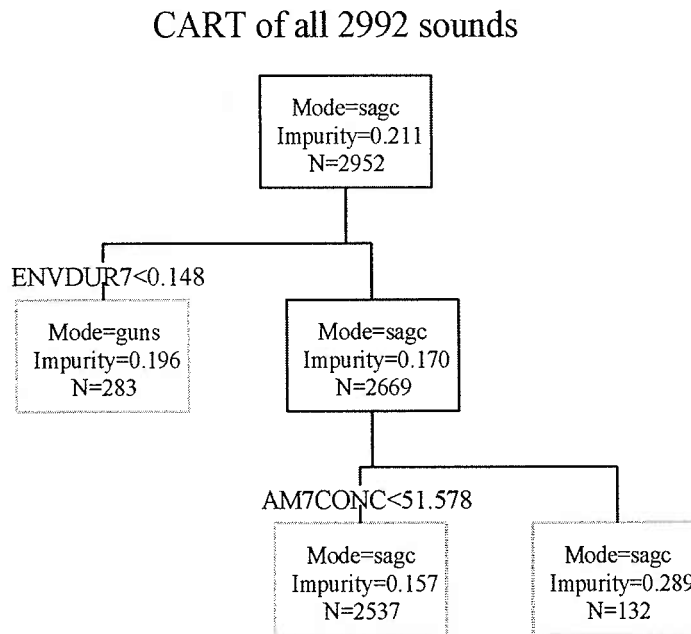 CART of all 2992 sounds
Mode=sagc
Impurity=0.211
N=2952
ENVDUR7<0.148
Mode=guns
Impurity=0.196
N=283
Mode=sagc
Impurity=0.170
N=2669
AM7CONC<51.578
Mode=sagc
Impurity=0.157
N=2537
Mode=sagc
Impurity=0.289
N=132